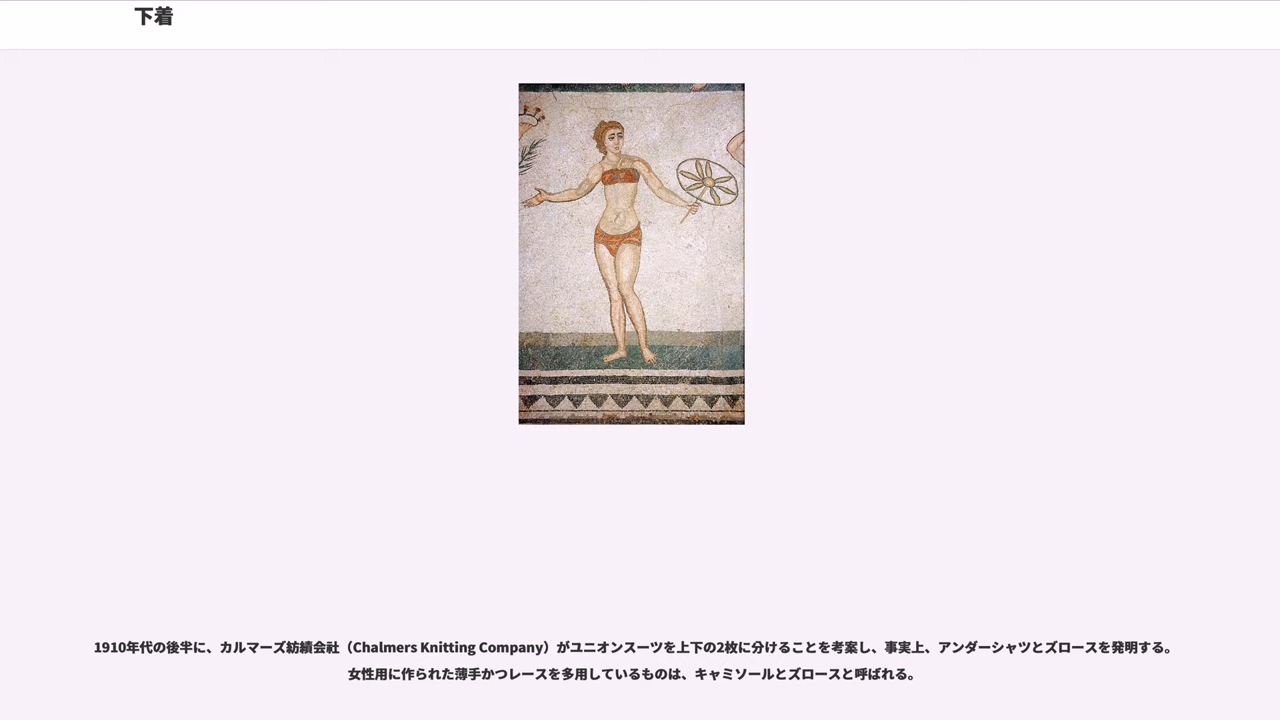 下着
1910年代の後半に、カルマーズ紡績会社（Chalmers Knitting Company）がユニオンスーツを上下の2枚に分けることを考案し、事実上、アンダーシャツとズロースを発明する。
女性用に作られた薄手かつレースを多用しているものは、キャミソールとズロースと呼ばれる。